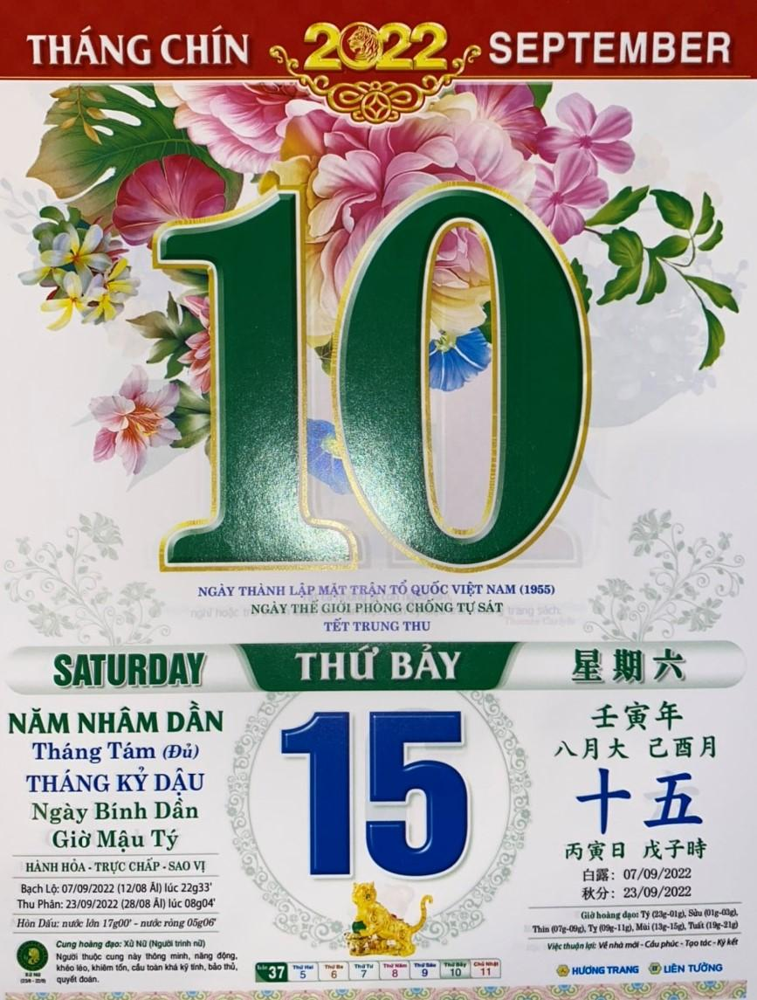 THÁNG CHÍN 2022 SEPTEMBER
10
NGÀY THÀNH LẬP MẶT TRẬN TỔ QUỐC VIỆT NAM (1955)
NGÀY THẾ GIỚI PHÒNG CHỐNG TỰ SÁT
TẾT TRUNG THU
SATURDAY THỨ BẢY 星期六
NĂM NHÂM DẦN
Tháng Tám (Đủ)
THÁNG KỶ DẬU
Ngày Bính Dần
Giờ Mậu Tý
HÀNH HỎA - TRỰC CHẤP - SAO VỊ
Bạch Lộ: 07/09/2022 (12/08 ÂL) lúc 22g33'
Thu Phân: 23/09/2022 (28/08 ÂL) lúc 08g04'
Hòn Dấu: nước lớn 17g00' - nước ròng 05g06'
Cung hoàng đạo: Xử Nữ (Người trinh nữ)
Người thuộc cung này thông minh, năng động,
khéo léo, khiêm tốn, cầu toàn khá kỹ tính, bảo thủ,
quyết đoán.
XỬ NỮ
(23/8 - 22/9)
15
Tuần 37 Thứ Hai 5 Thứ Ba 6 Thứ Tư 7 Thứ Năm 8 Thứ Sáu 9 Thứ Bảy 10 Chủ Nhật 11
壬寅年
八月大 己酉月
十五
丙寅日 戊子時
白露: 07/09/2022
秋分: 23/09/2022
Giờ hoàng đạo: Tý (23g-01g), Sửu (01g-03g),
Thìn (07g-09g), Tỵ (09g-11g), Mùi (13g-15g), Tuất (19g-21g)
Việc thuận lợi: Về nhà mới - Cầu phúc - Tạo tác - Ký kết
HƯƠNG TRANG LIÊN TƯỜNG